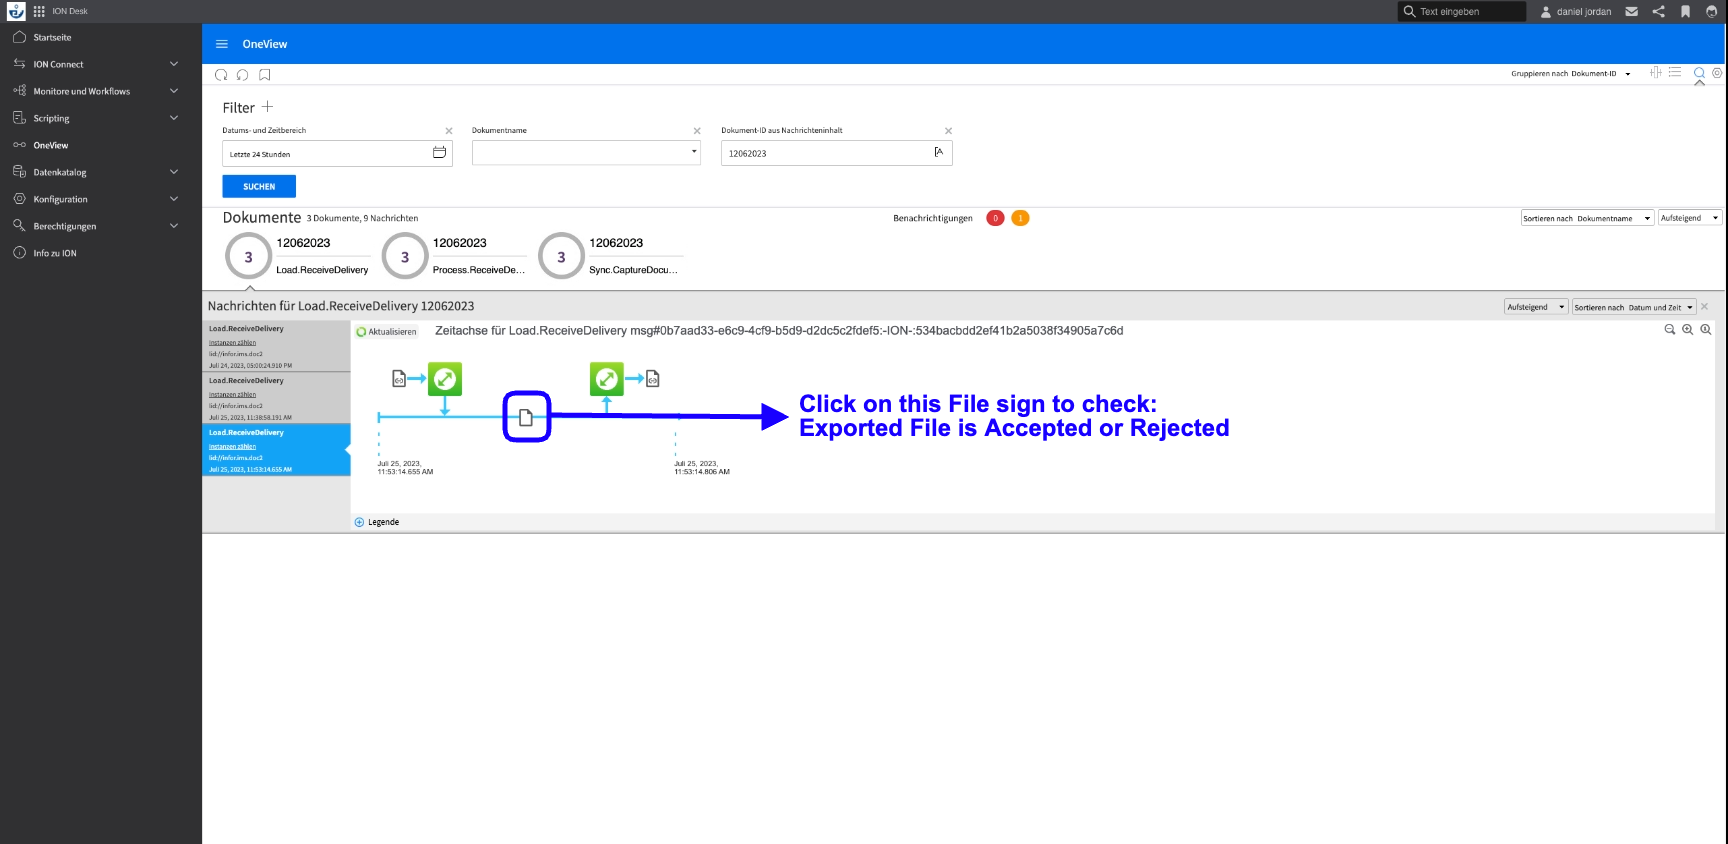 ION Desk
Text eingeben
daniel jordan
Startseite
ION Connect
Monitore und Workflows
Scripting
OneView
Datenkatalog
Konfiguration
Berechtigungen
Info zu ION
OneView
Gruppieren nach Dokument-ID
Filter
Datums- und Zeitbereich
Dokumentname
Dokument-ID aus Nachrichteninhalt
Letzte 24 Stunden
12062023
SUCHEN
Dokumente 3 Dokumente, 9 Nachrichten
Benachrichtigungen 0 1
Sortieren nach Dokumentname
Aufsteigend
3 12062023
Load.ReceiveDelivery
3 12062023
Process.ReceiveDe...
3 12062023
Sync.CaptureDocu...
Nachrichten für Load.ReceiveDelivery 12062023
Aufsteigend
Sortieren nach Datum und Zeit
Load.ReceiveDelivery
Instanzen zählen
lid://infor.ims.doc2
Juli 24, 2023, 05:00:24.910 PM
Load.ReceiveDelivery
Instanzen zählen
lid://infor.ims.doc2
Juli 25, 2023, 11:38:58.191 AM
Load.ReceiveDelivery
Instanzen zählen
lid://infor.ims.doc2
Juli 25, 2023, 11:53:14.655 AM
Aktualisieren
Zeitachse für Load.ReceiveDelivery msg#0b7aad33-e6c9-4cf9-b5d9-d2dc5c2fdef5:-ION-:534bacbdd2ef41b2a5038f34905a7c6d
Click on this File sign to check:
Exported File is Accepted or Rejected
Juli 25, 2023,
11:53:14.655 AM
Juli 25, 2023,
11:53:14.806 AM
Legende